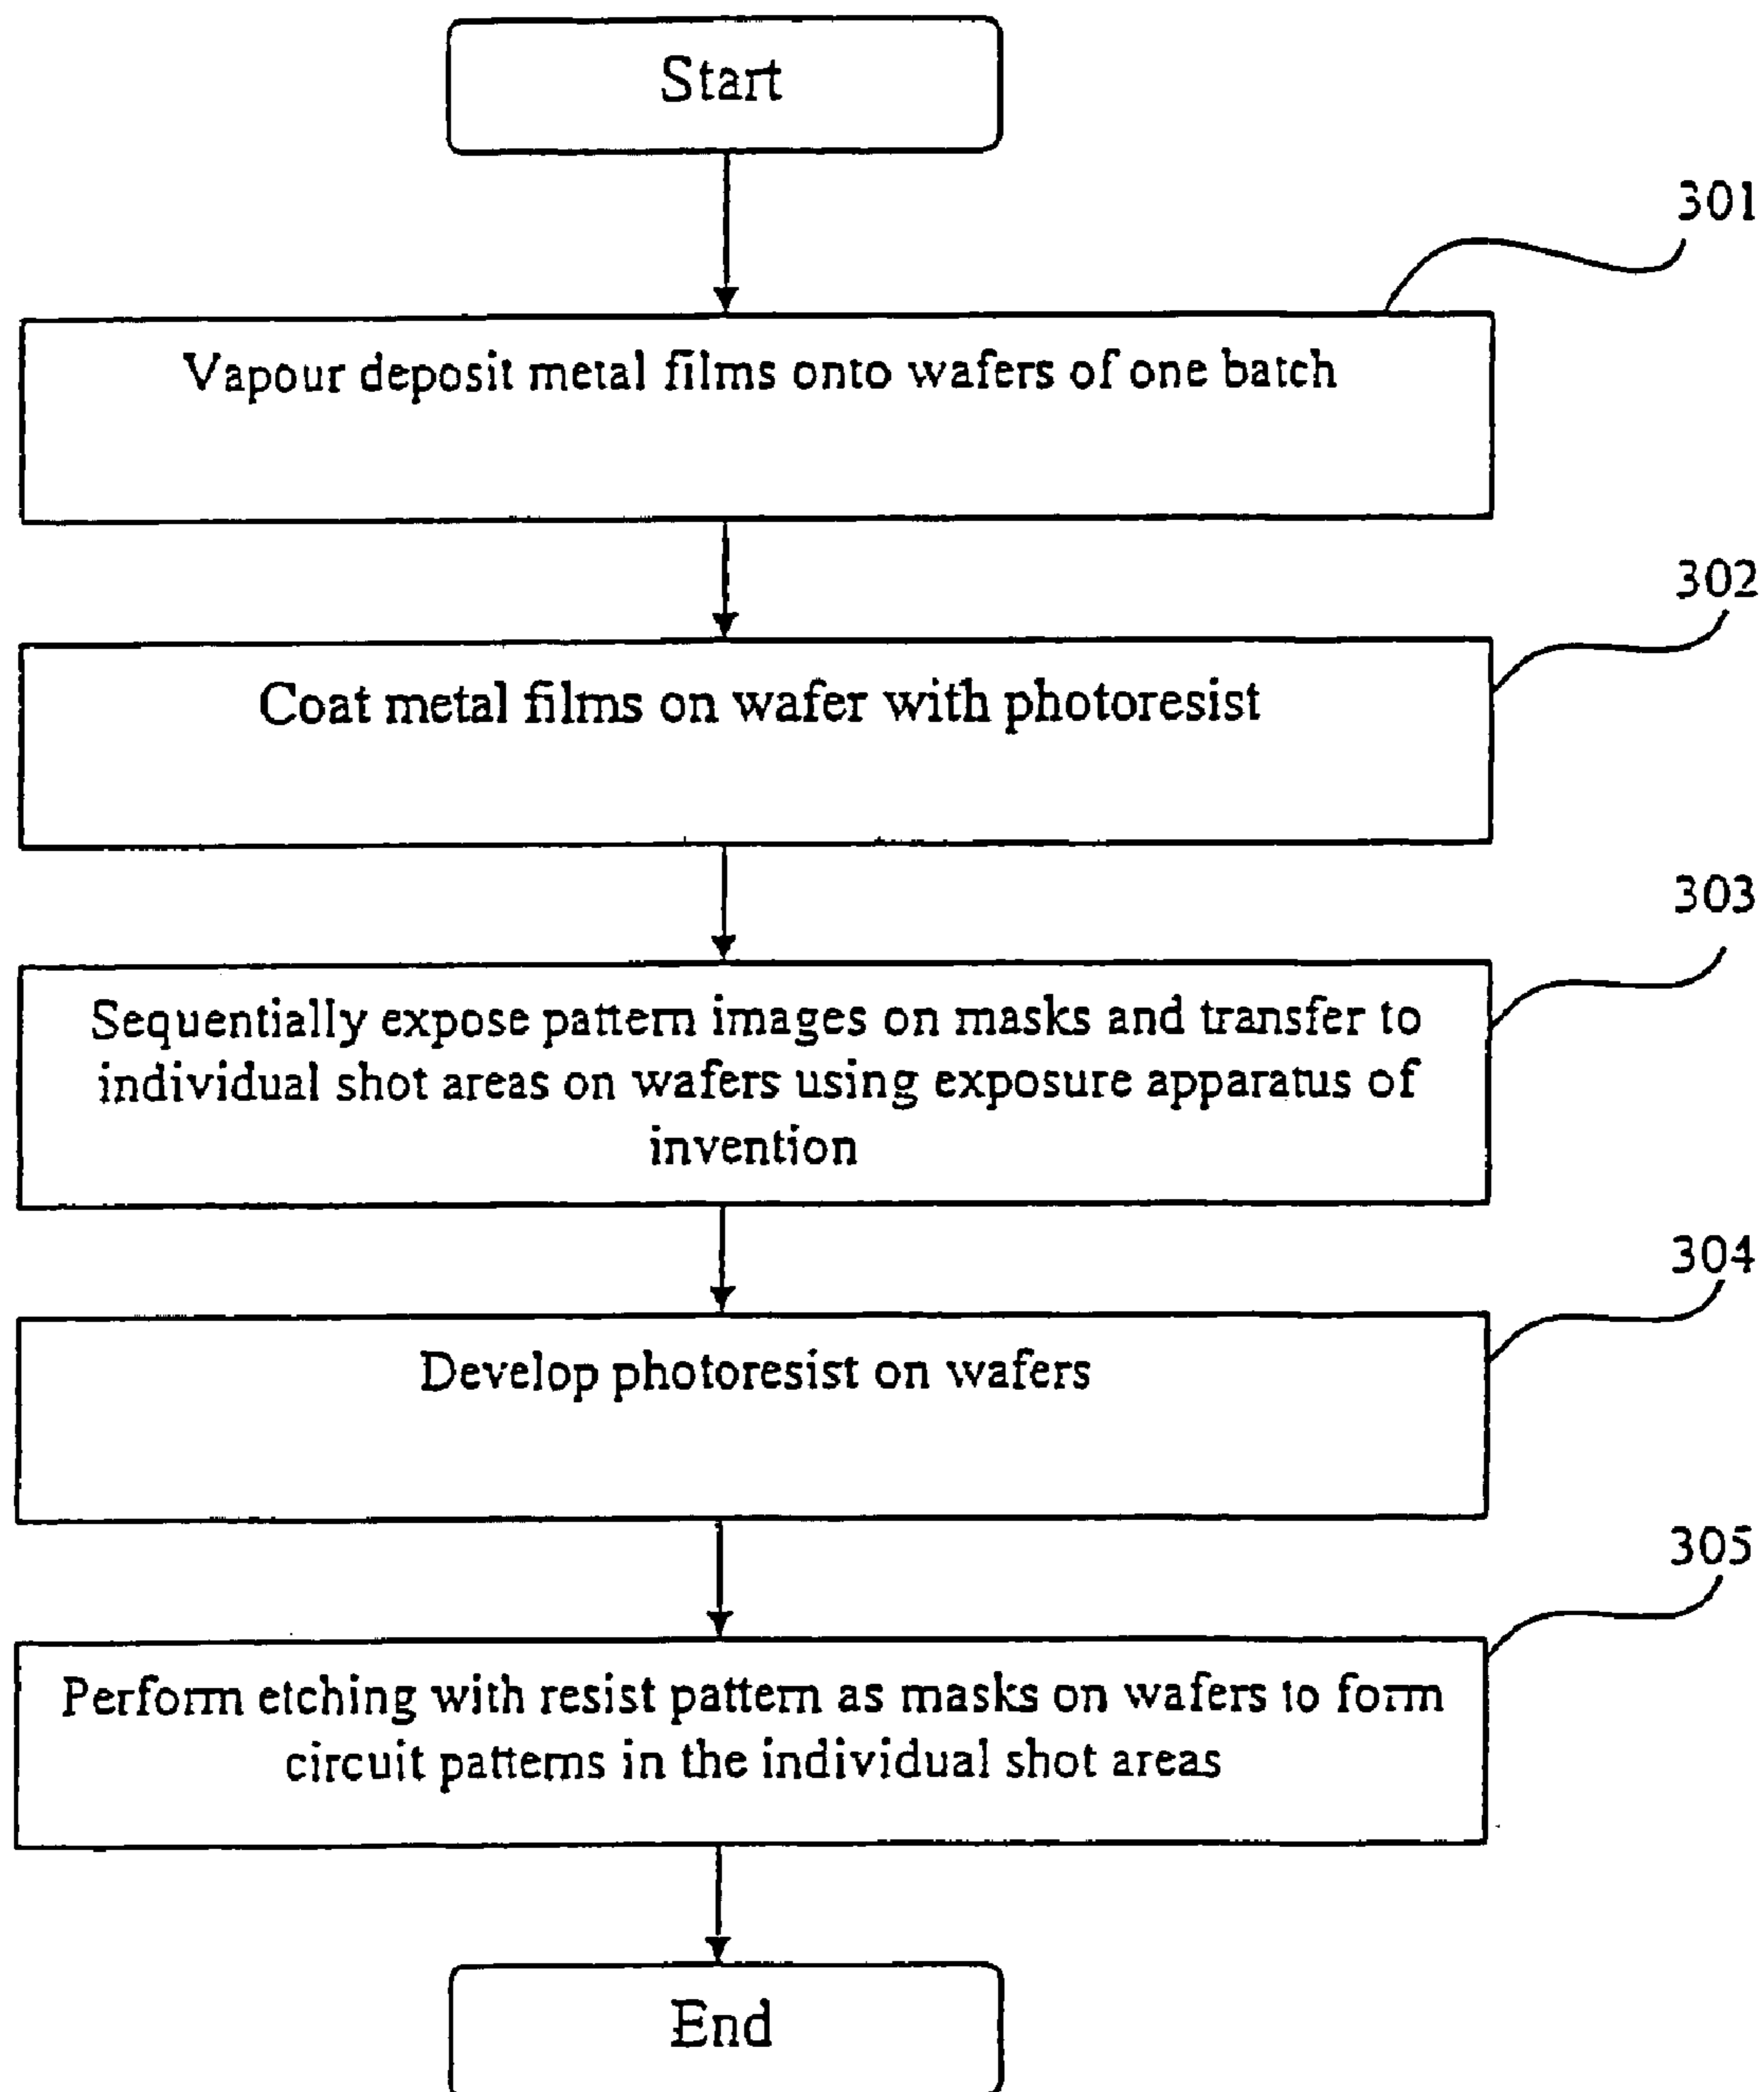 Start
301
Vapour deposit metal films onto wafers of one batch
302
Coat metal films on wafer with photoresist
303
Sequentially expose pattern images on masks and transfer to
individual shot areas on wafers using exposure apparatus of
invention
304
Develop photoresist on wafers
305
Perform etching with resist pattern as masks on wafers to form
circuit patterns in the individual shot areas
End